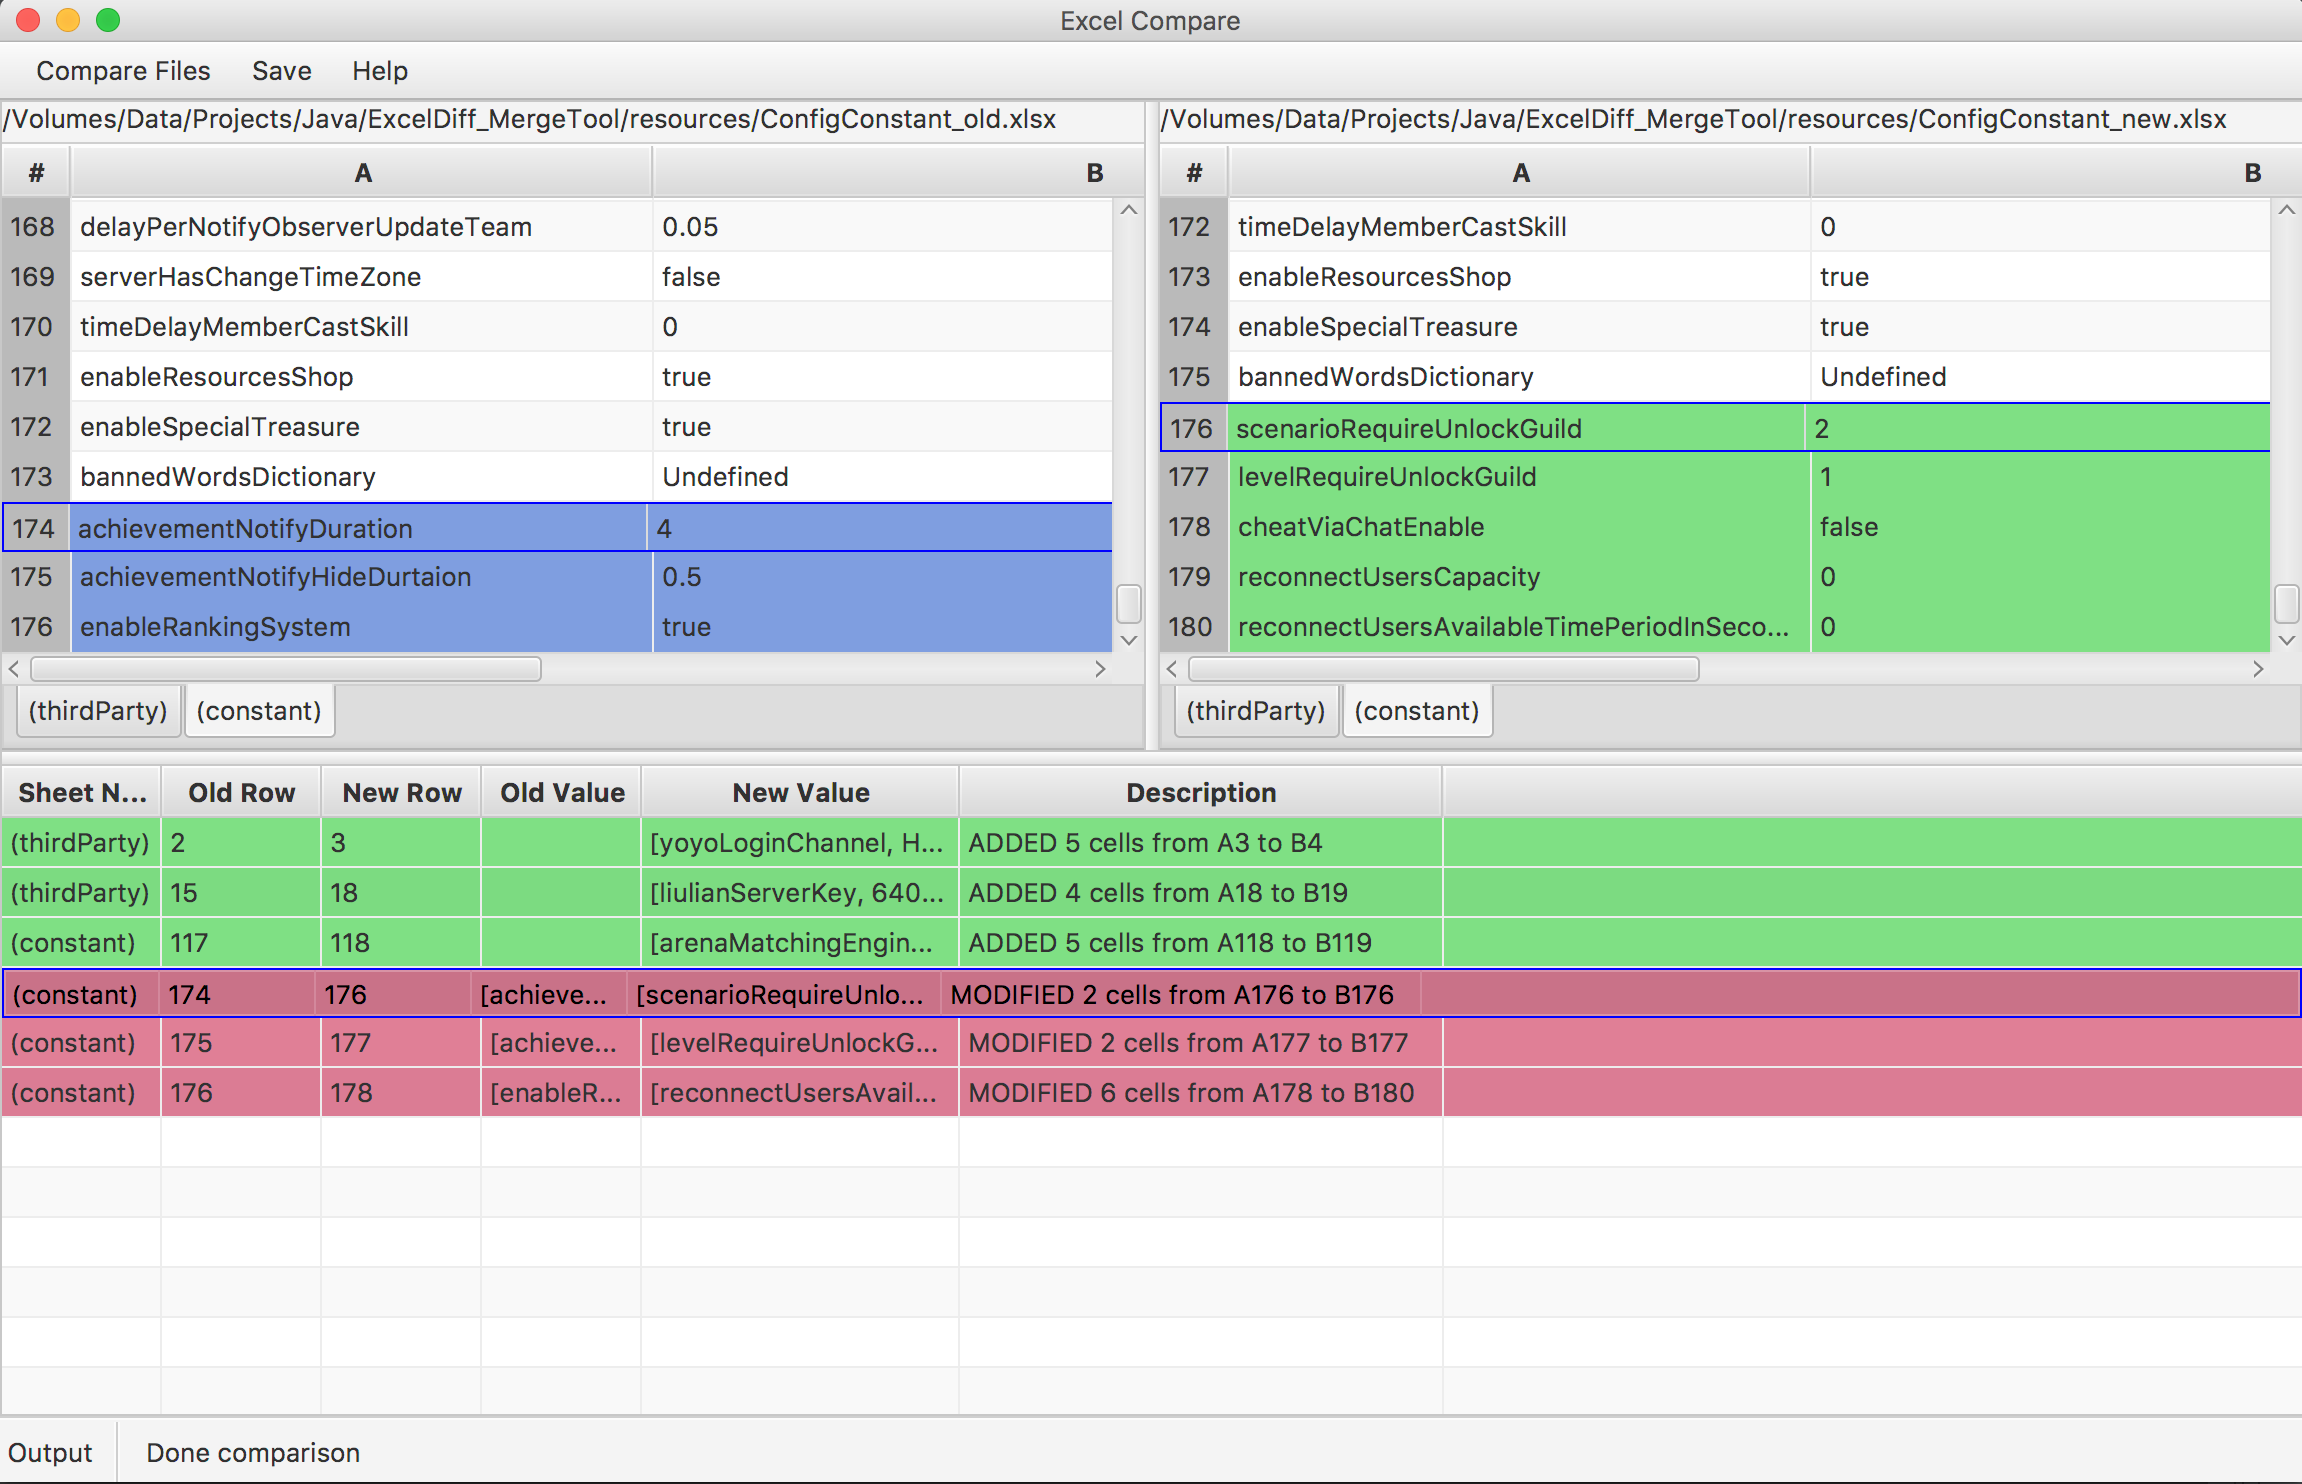 Excel Compare
Compare Files Save Help
/Volumes/Data/Projects/Java/ExcelDiff_MergeTool/resources/ConfigConstant_old.xlsx
# A B
168 delayPerNotifyObserverUpdateTeam 0.05
169 serverHasChangeTimeZone false
170 timeDelayMemberCastSkill 0
171 enableResourcesShop true
172 enableSpecialTreasure true
173 bannedWordsDictionary Undefined
174 achievementNotifyDuration 4
175 achievementNotifyHideDurtaion 0.5
176 enableRankingSystem true
(thirdParty) (constant)
/Volumes/Data/Projects/Java/ExcelDiff_MergeTool/resources/ConfigConstant_new.xlsx
# A B
172 timeDelayMemberCastSkill 0
173 enableResourcesShop true
174 enableSpecialTreasure true
175 bannedWordsDictionary Undefined
176 scenarioRequireUnlockGuild 2
177 levelRequireUnlockGuild 1
178 cheatViaChatEnable false
179 reconnectUsersCapacity 0
180 reconnectUsersAvailableTimePeriodInSeco... 0
(thirdParty) (constant)
Sheet N... Old Row New Row Old Value New Value Description
(thirdParty) 2 3 [yoyoLoginChannel, H... ADDED 5 cells from A3 to B4
(thirdParty) 15 18 [liulianServerKey, 640... ADDED 4 cells from A18 to B19
(constant) 117 118 [arenaMatchingEngin... ADDED 5 cells from A118 to B119
(constant) 174 176 [achieve... [scenarioRequireUnlo... MODIFIED 2 cells from A176 to B176
(constant) 175 177 [achieve... [levelRequireUnlockG... MODIFIED 2 cells from A177 to B177
(constant) 176 178 [enableR... [reconnectUsersAvail... MODIFIED 6 cells from A178 to B180
Output Done comparison